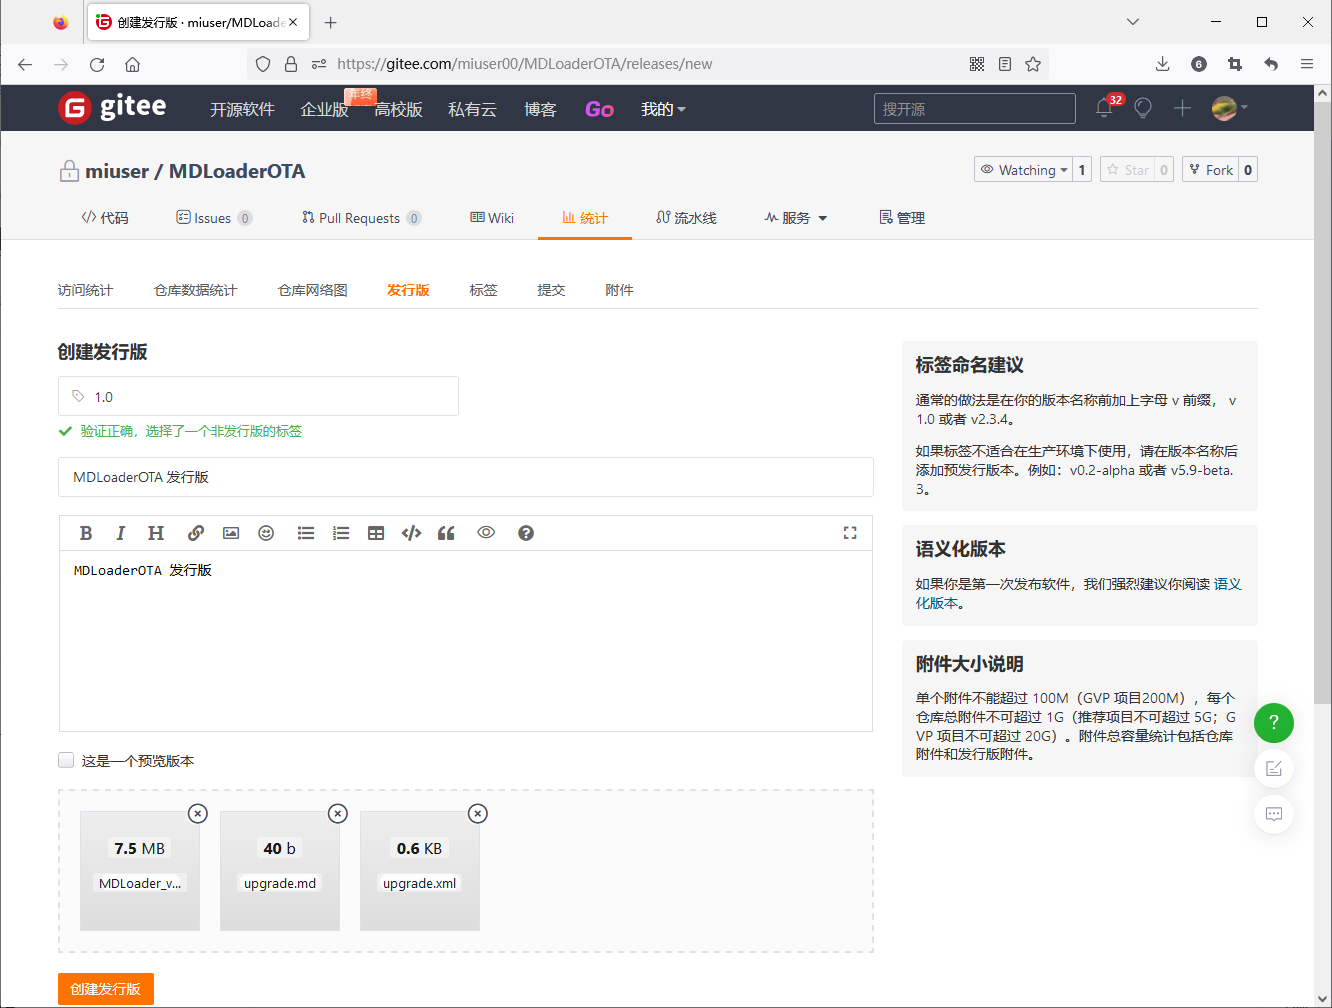 创建发行版 · miuser/MDLoade
https://gitee.com/miuser00/MDLoaderOTA/releases/new
6
gitee
开源软件
企业版
年终
高校版
私有云
博客
Go
我的
搜开源
32
miuser / MDLoaderOTA
Watching 1
Star 0
Fork 0
代码
Issues 0
Pull Requests 0
Wiki
统计
流水线
服务
管理
访问统计
仓库数据统计
仓库网络图
发行版
标签
提交
附件
创建发行版
1.0
验证正确，选择了一个非发行版的标签
MDLoaderOTA 发行版
B I H
MDLoaderOTA 发行版
这是一个预览版本
7.5 MB
MDLoader_v...
40 b
upgrade.md
0.6 KB
upgrade.xml
创建发行版
标签命名建议
通常的做法是在你的版本名称前加上字母 v 前缀， v
1.0 或者 v2.3.4。
如果标签不适合在生产环境下使用，请在版本名称后
添加预发行版本。例如：v0.2-alpha 或者 v5.9-beta.
3。
语义化版本
如果你是第一次发布软件，我们强烈建议你阅读 语义
化版本。
附件大小说明
单个附件不能超过 100M（GVP 项目200M），每个
仓库总附件不可超过 1G（推荐项目不可超过 5G；G
VP 项目不可超过 20G）。附件总容量统计包括仓库
附件和发行版附件。
?